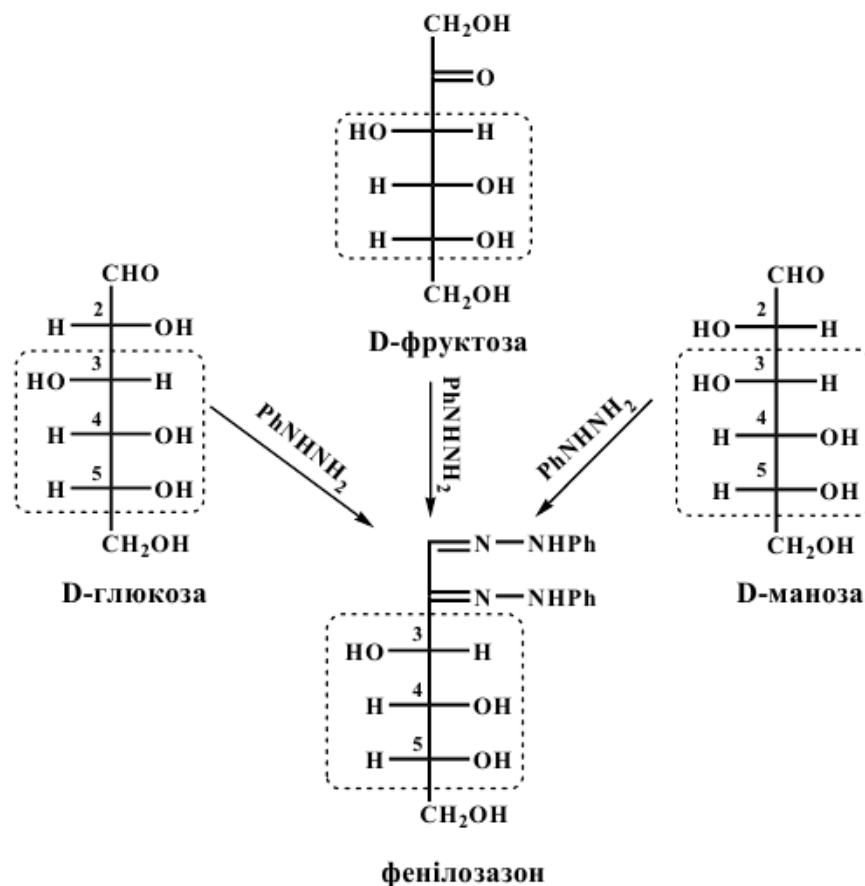 CH2OH
O
HO H
H OH
H OH
CH2OH
D-фруктоза
CHO
2
H OH
3
HO H
4
H OH
5
H OH
CH2OH
D-глюкоза
CHO
2
HO H
3
HO H
4
H OH
5
H OH
CH2OH
D-маноза
PhNHNH2
PhNHNH2
PhNHNH2
N NHPh
N NHPh
3
HO H
4
H OH
5
H OH
CH2OH
фенілозазон